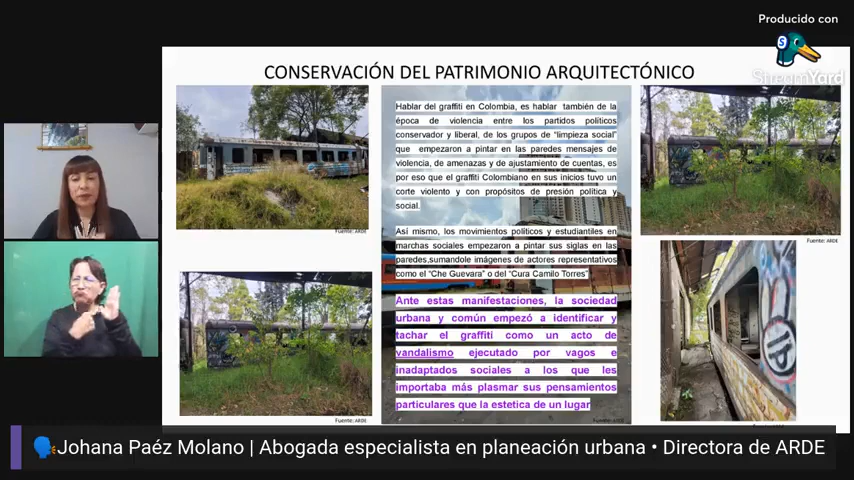 Producido con
StreamYard
CONSERVACIÓN DEL PATRIMONIO ARQUITECTÓNICO
Hablar del graffiti en Colombia, es hablar también de la
época de violencia entre los partidos políticos
conservador y liberal, de los grupos de "limpieza social"
que empezaron a pintar en las paredes mensajes de
violencia, de amenazas y de ajustamiento de cuentas, es
por eso que el graffiti Colombiano en sus inicios tuvo un
corte violento y con propósitos de presión política y
social.
Así mismo, los movimientos políticos y estudiantiles en
marchas sociales empezaron a pintar sus siglas en las
paredes,sumandole imágenes de actores representativos
como el "Che Guevara" o del "Cura Camilo Torres"
Ante estas manifestaciones, la sociedad
urbana y común empezó a identificar y
tachar el graffiti como un acto de
vandalismo ejecutado por vagos e
inadaptados sociales a los que les
importaba más plasmar sus pensamientos
particulares que la estetica de un lugar
Fuente: ARDE
Fuente: ARDE
Fuente: ARDE
Fuente: ARDE
Johana Paéz Molano | Abogada especialista en planeación urbana • Directora de ARDE